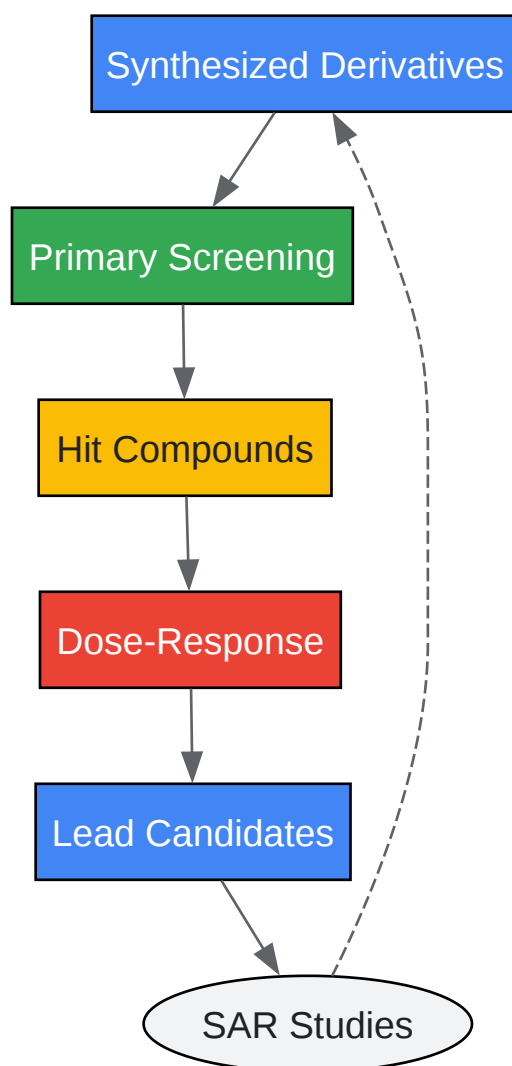 Synthesized Derivatives
Primary Screening
Hit Compounds
Dose-Response
Lead Candidates
SAR Studies